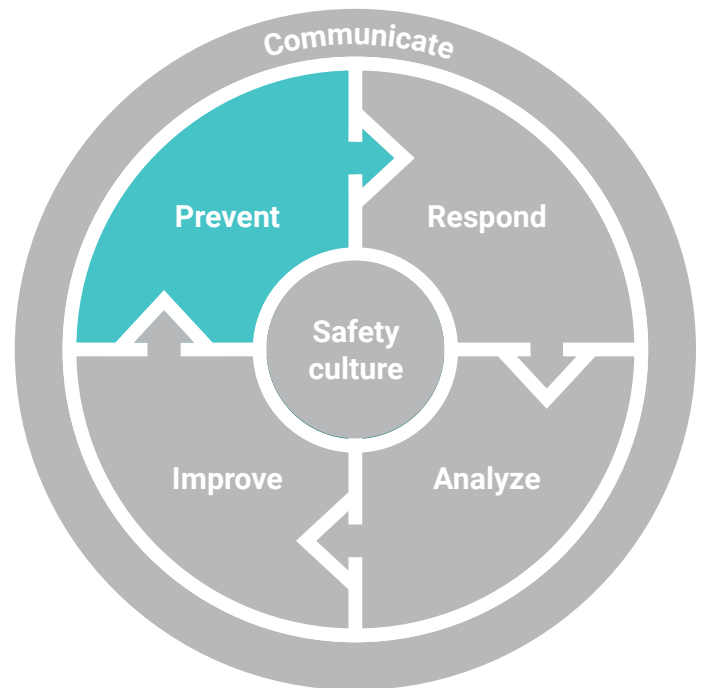 Communicate
Prevent
Respond
Safety
culture
Improve
Analyze